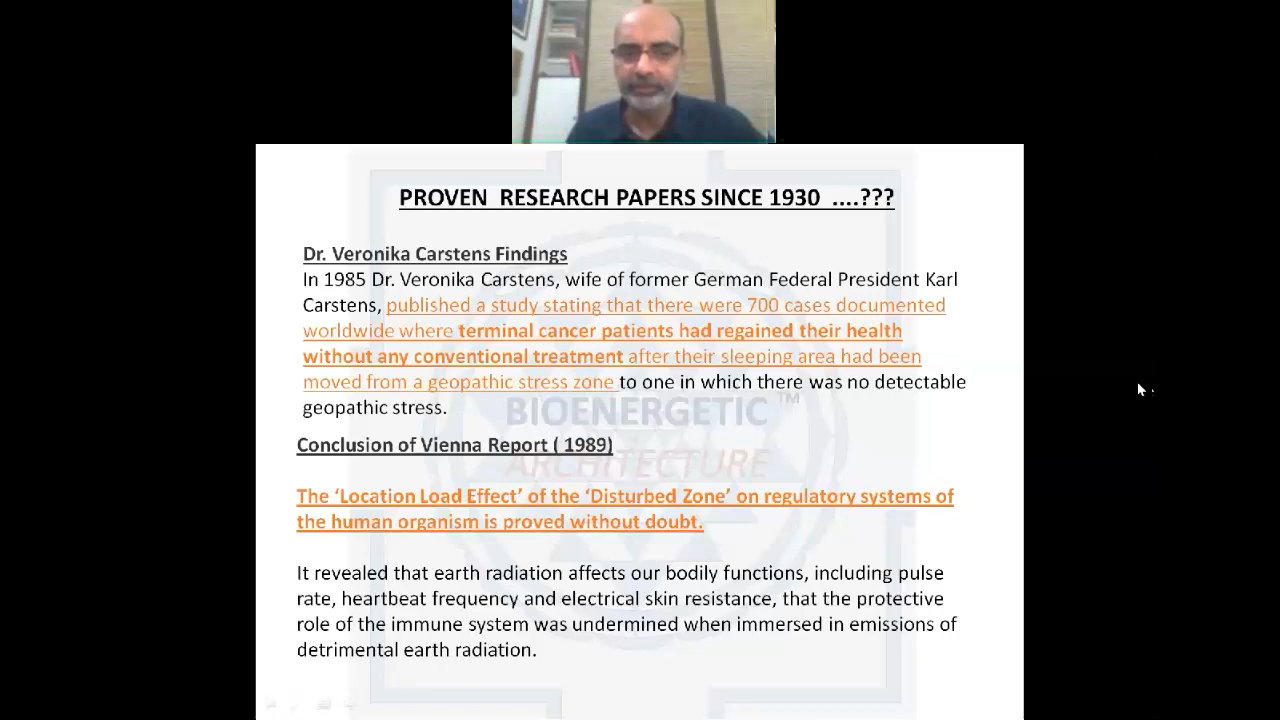 PROVEN  RESEARCH PAPERS SINCE 1930  ....???
Dr. Veronika Carstens Findings
In 1985 Dr. Veronika Carstens, wife of former German Federal President Karl
Carstens, published a study stating that there were 700 cases documented
worldwide where terminal cancer patients had regained their health
without any conventional treatment after their sleeping area had been
moved from a geopathic stress zone to one in which there was no detectable
geopathic stress.
BIOENERGETIC ™
Conclusion of Vienna Report ( 1989)
ARCHITECTURE
The ‘Location Load Effect’ of the ‘Disturbed Zone’ on regulatory systems of
the human organism is proved without doubt.
It revealed that earth radiation affects our bodily functions, including pulse
rate, heartbeat frequency and electrical skin resistance, that the protective
role of the immune system was undermined when immersed in emissions of
detrimental earth radiation.